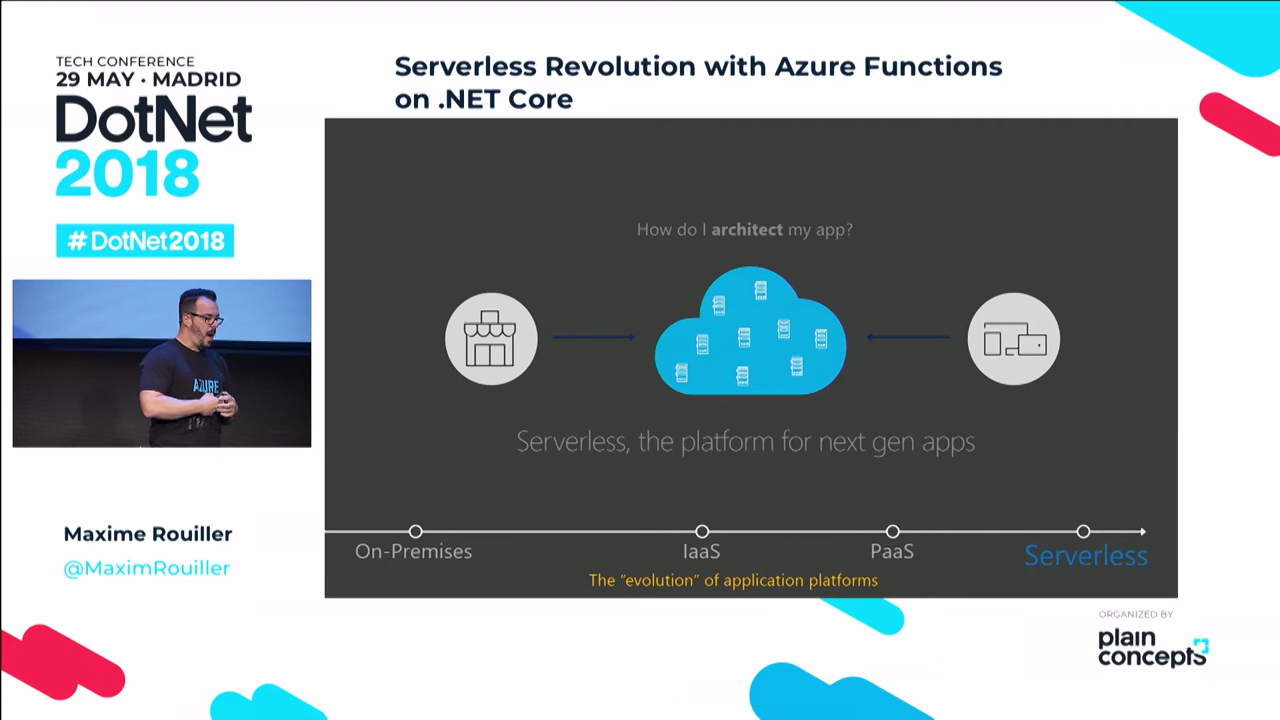 TECH CONFERENCE
29 MAY · MADRID
DotNet
2018
#DotNet2018
Serverless Revolution with Azure Functions
on .NET Core
How do I architect my app?
Serverless, the platform for next gen apps
On-Premises
IaaS
PaaS
Serverless
The “evolution” of application platforms
AZURE
Maxime Rouiller
@MaximRouiller
ORGANIZED BY
plain
concepts